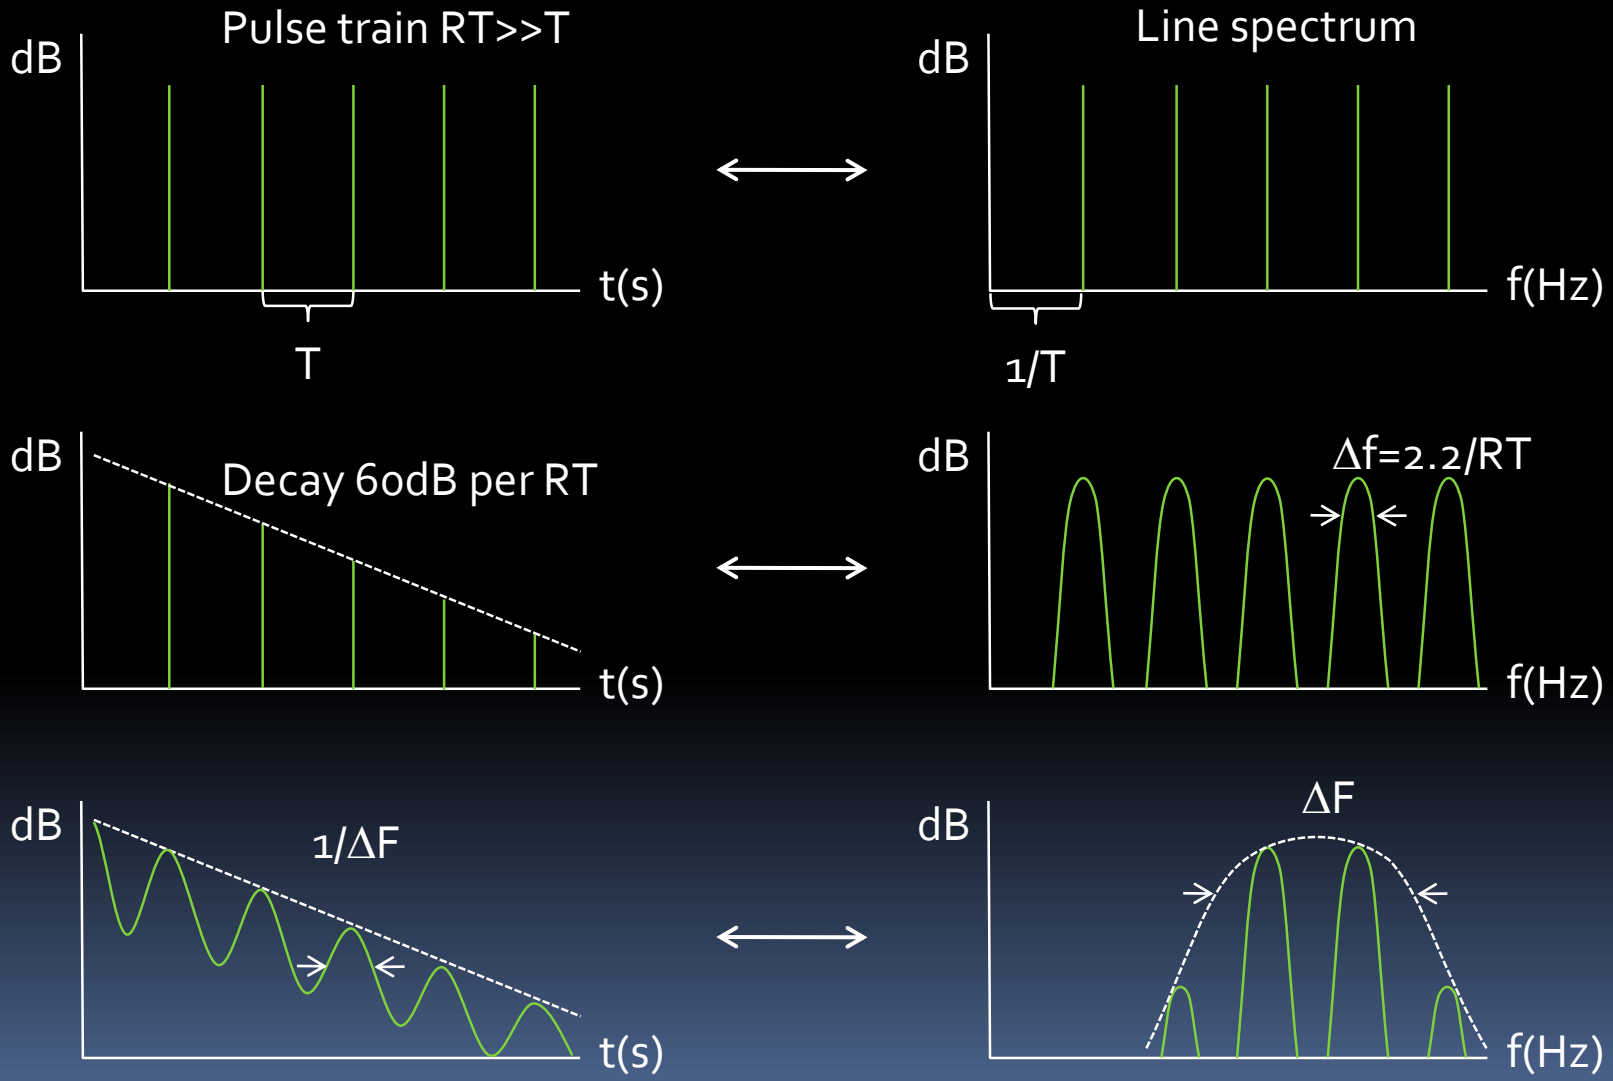 Pulse train RT>>T
dB
t(s)
T
Line spectrum
dB
f(Hz)
1/T
dB
Decay 60dB per RT
t(s)
dB
Δf=2.2/RT
f(Hz)
dB
1/ΔF
t(s)
dB
ΔF
f(Hz)